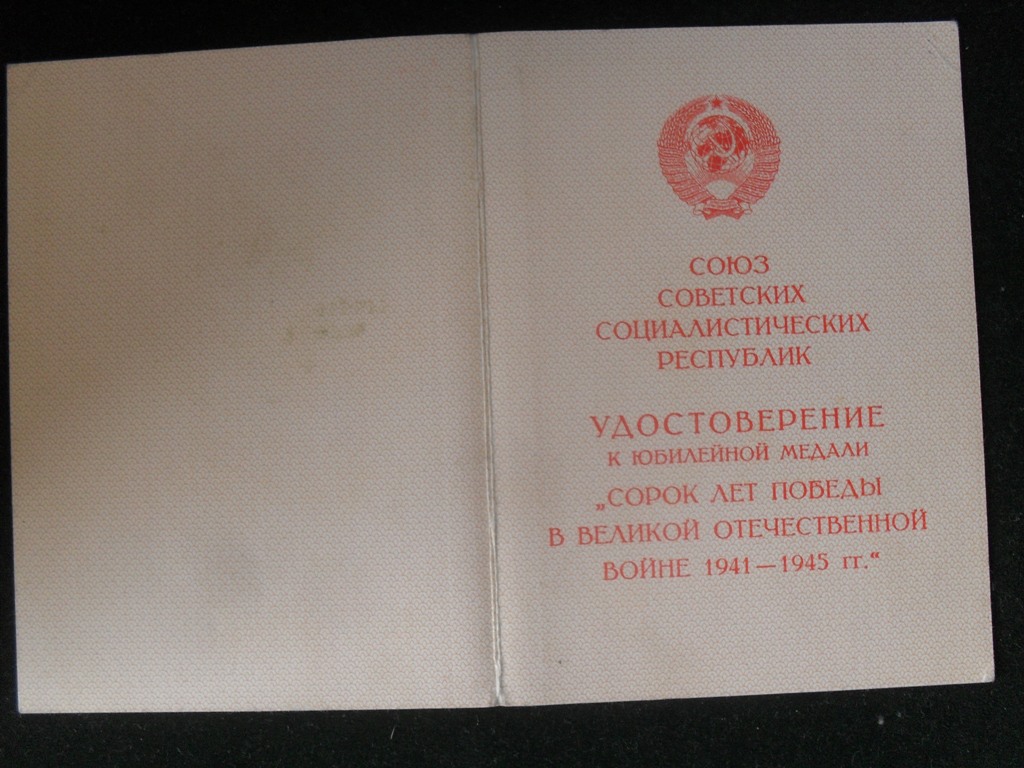 СОЮЗ
СОВЕТСКИХ
СОЦИАЛИСТИЧЕСКИХ
РЕСПУБЛИК
УДОСТОВЕРЕНИЕ
К ЮБИЛЕЙНОЙ МЕДАЛИ
„СОРОК ЛЕТ ПОБЕДЫ
В ВЕЛИКОЙ ОТЕЧЕСТВЕННОЙ
ВОЙНЕ 1941—1945 гг.“